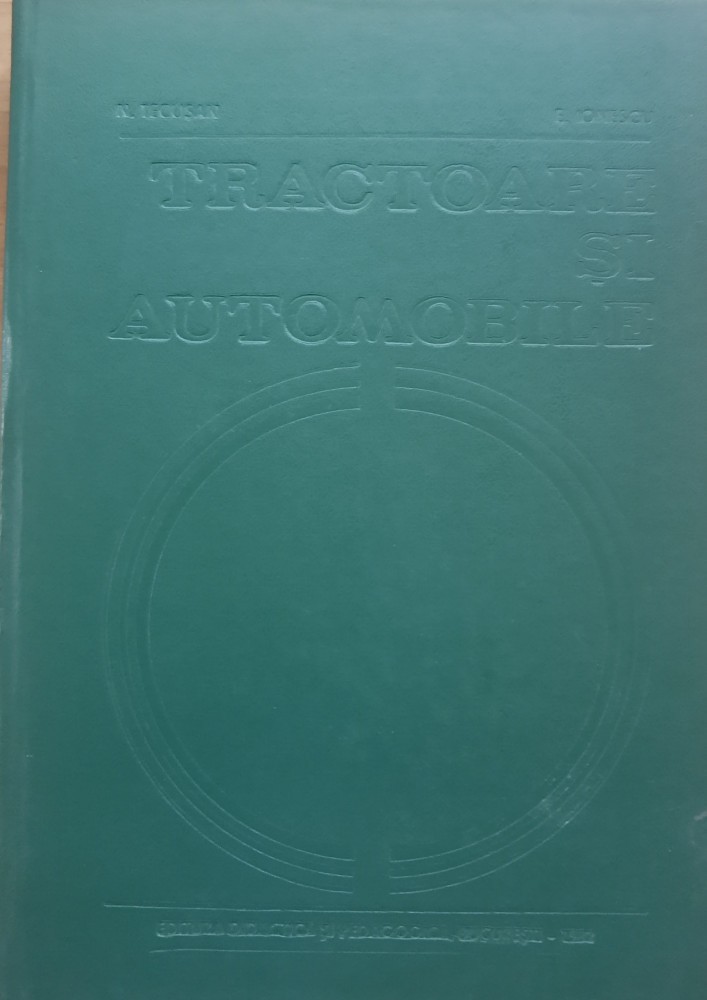 N. TECUȘAN E. IONESCU
TRACTOARE
ȘI
AUTOMOBILE
EDITURA DIDACTICĂ ȘI PEDAGOGICĂ, BUCUREȘTI -